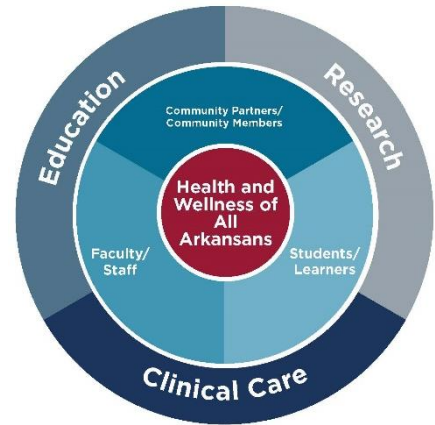 Education
Research
Community Partners/
Community Members
Health and
Wellness of
All
Arkansans
Faculty/
Staff
Students/
Learners
Clinical Care